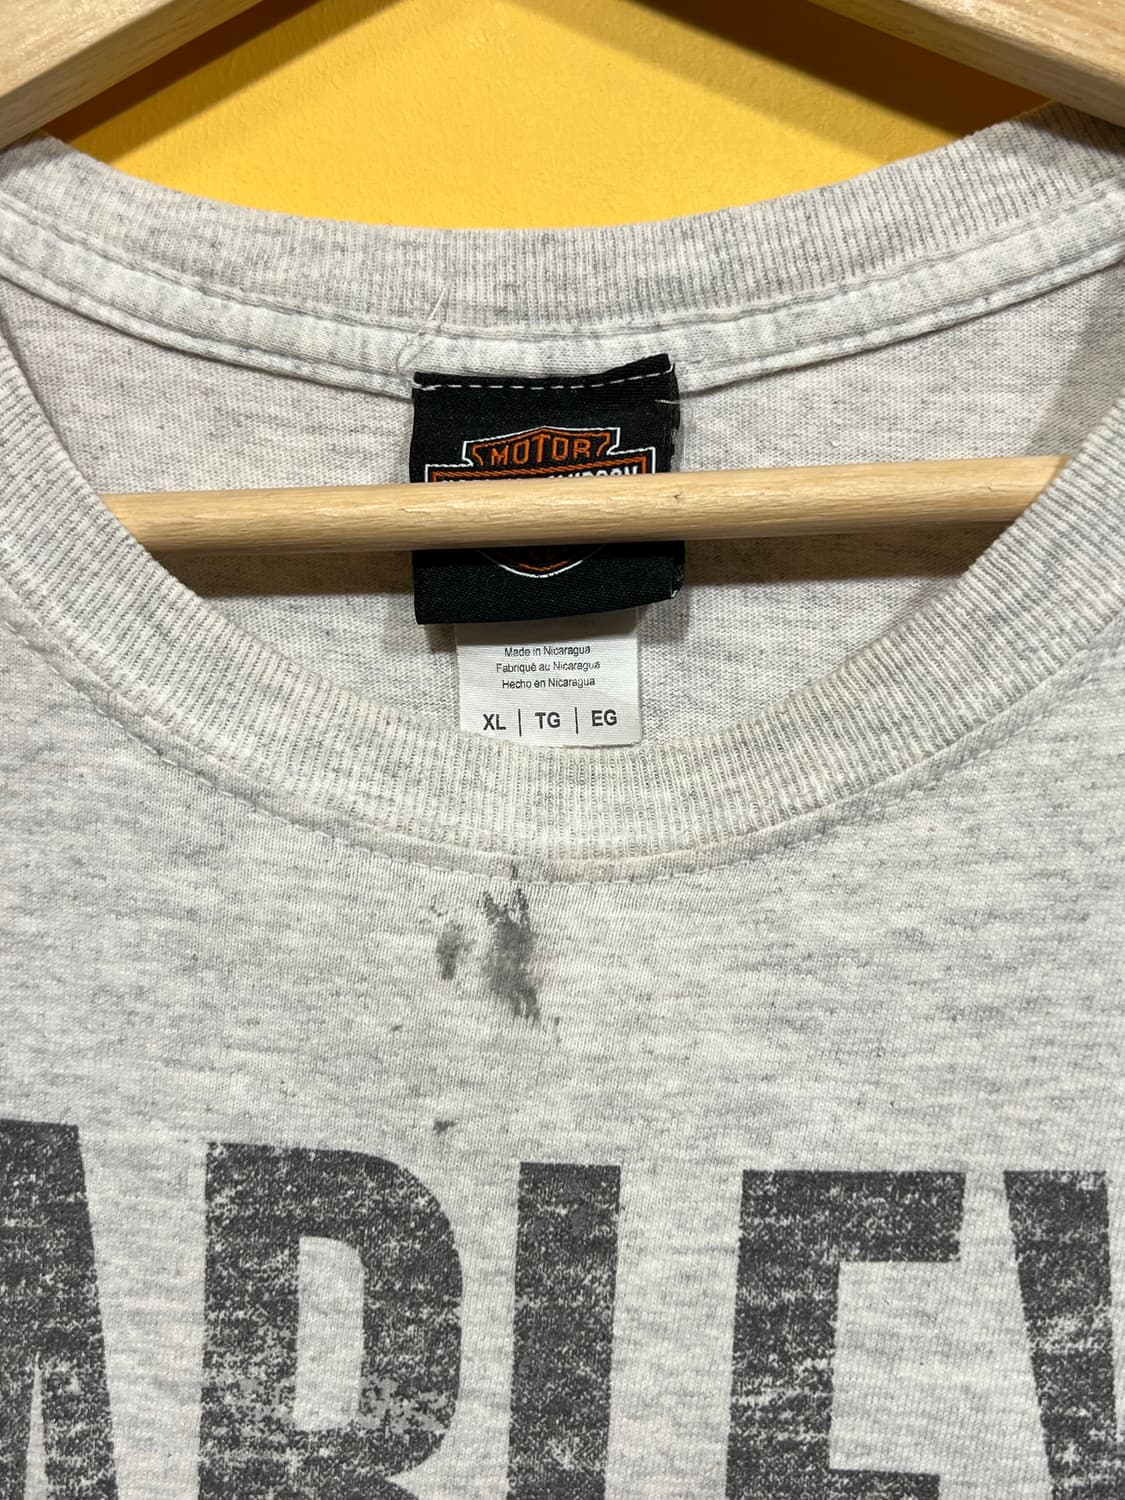 MOTOR
Made in Nicaragua
Fabriqué au Nicaragua
Hecho en Nicaragua
XL | TG | EG
ARLEY